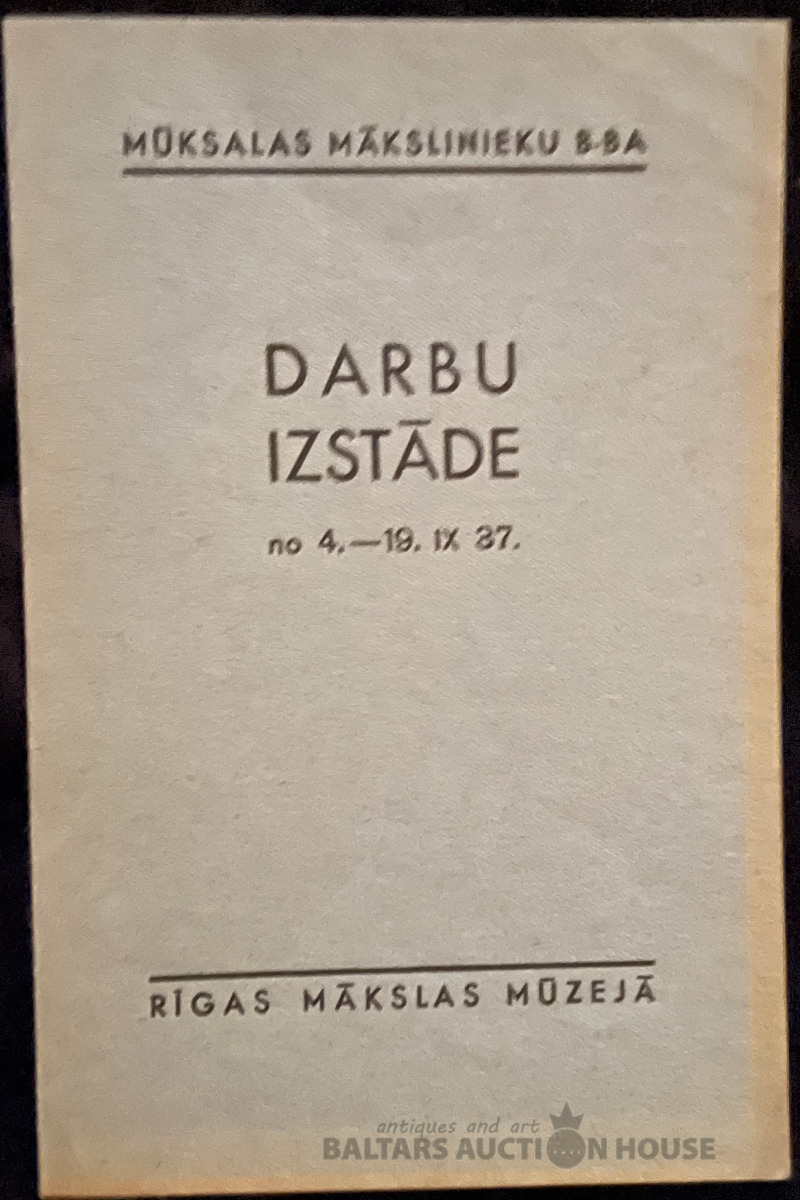 MŪKSALAS MĀKSLINIEKU B-BA
DARBU
IZSTĀDE
no 4.—19. IX 37.
RĪGAS MĀKSLAS MŪZEJĀ
antiques and art
BALTARS AUCTION HOUSE